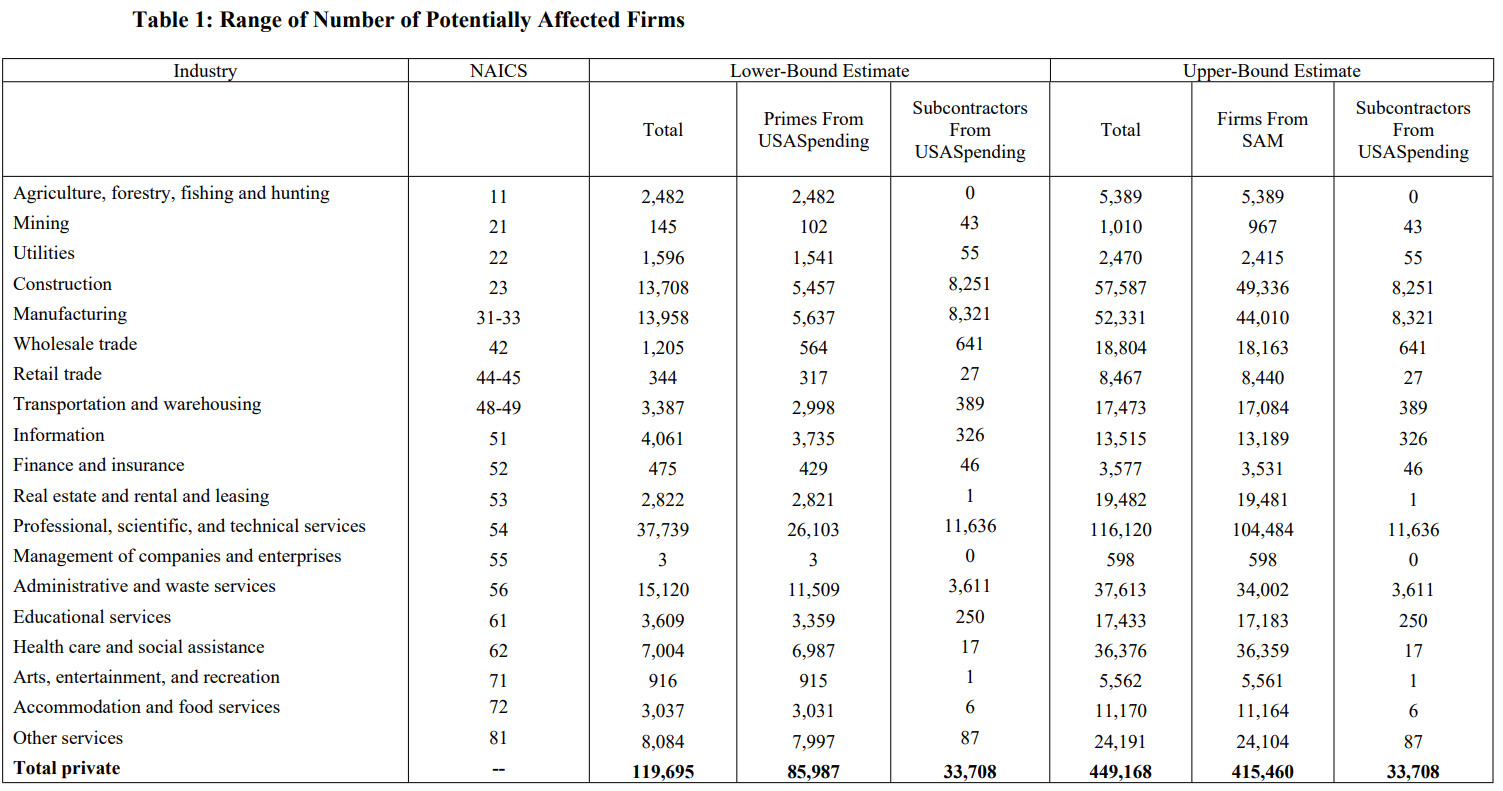 Table 1: Range of Number of Potentially Affected Firms
Industry NAICS Lower-Bound Estimate Upper-Bound Estimate
Total Primes From USASpending Subcontractors From USASpending Total Firms From SAM Subcontractors From USASpending
Agriculture, forestry, fishing and hunting 11 2,482 2,482 0 5,389 5,389 0
Mining 21 145 102 43 1,010 967 43
Utilities 22 1,596 1,541 55 2,470 2,415 55
Construction 23 13,708 5,457 8,251 57,587 49,336 8,251
Manufacturing 31-33 13,958 5,637 8,321 52,331 44,010 8,321
Wholesale trade 42 1,205 564 641 18,804 18,163 641
Retail trade 44-45 344 317 27 8,467 8,440 27
Transportation and warehousing 48-49 3,387 2,998 389 17,473 17,084 389
Information 51 4,061 3,735 326 13,515 13,189 326
Finance and insurance 52 475 429 46 3,577 3,531 46
Real estate and rental and leasing 53 2,822 2,821 1 19,482 19,481 1
Professional, scientific, and technical services 54 37,739 26,103 11,636 116,120 104,484 11,636
Management of companies and enterprises 55 3 3 0 598 598 0
Administrative and waste services 56 15,120 11,509 3,611 37,613 34,002 3,611
Educational services 61 3,609 3,359 250 17,433 17,183 250
Health care and social assistance 62 7,004 6,987 17 36,376 36,359 17
Arts, entertainment, and recreation 71 916 915 1 5,562 5,561 1
Accommodation and food services 72 3,037 3,031 6 11,170 11,164 6
Other services 81 8,084 7,997 87 24,191 24,104 87
Total private -- 119,695 85,987 33,708 449,168 415,460 33,708